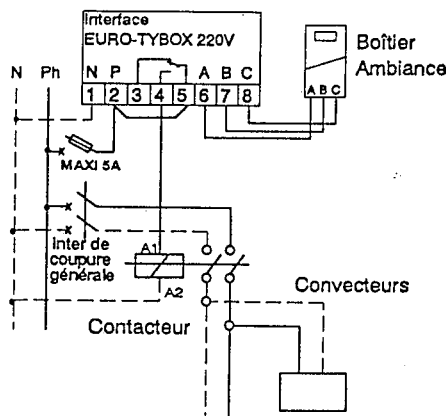 Interface
EURO-TYBOX 220V
N P A B C
1 2 3 4 5 6 7 8
Boîtier
Ambiance
A B C
N Ph
MAXI 5A
Inter de
coupure
générale
A1
A2
Contacteur
Convecteurs